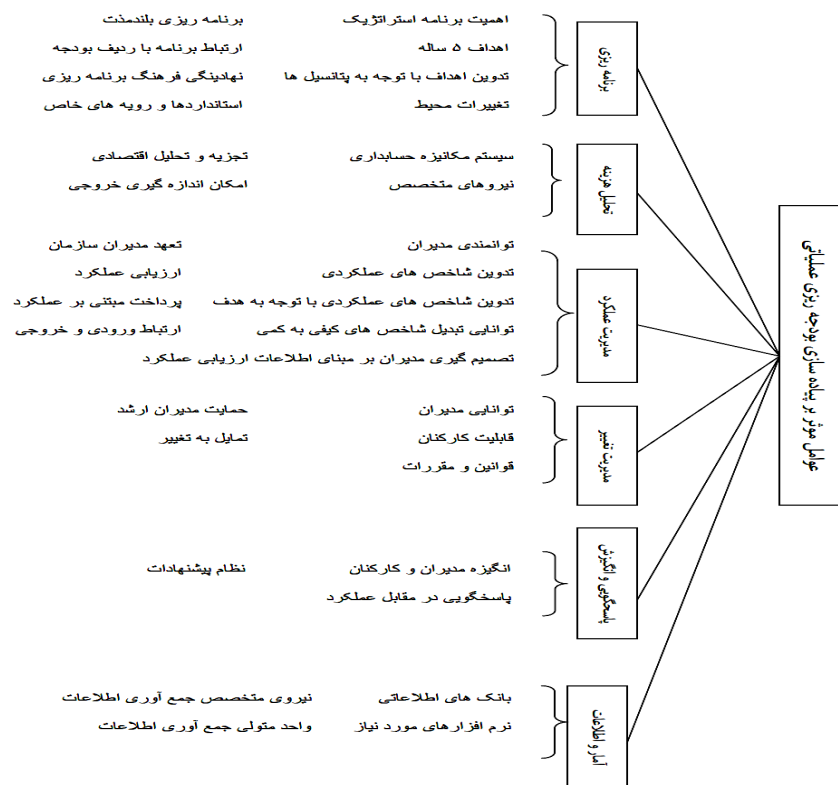 عوامل موثر بر پیاده سازی بودجه ریزی عملیاتی
برنامه ریزی
اهمیت برنامه استراتژیک
برنامه ریزی بلندمدت
اهداف ۵ ساله
ارتباط برنامه با ردیف بودجه
تدوین اهداف با توجه به پتانسیل ها
نهادینگی فرهنگ برنامه ریزی
تغییرات محیط
استانداردها و رویه های خاص
تحلیل هزینه
سیستم مکانیزه حسابداری
تجزیه و تحلیل اقتصادی
نیروهای متخصص
امکان اندازه گیری خروجی
مدیریت عملکرد
توانمندی مدیران
تعهد مدیران سازمان
تدوین شاخص های عملکردی
ارزیابی عملکرد
تدوین شاخص های عملکردی با توجه به هدف
پرداخت مبتنی بر عملکرد
توانایی تبدیل شاخص های کیفی به کمی
ارتباط ورودی و خروجی
تصمیم گیری مدیران بر مبنای اطلاعات ارزیابی عملکرد
مدیریت تغییر
توانایی مدیران
حمایت مدیران ارشد
قابلیت کارکنان
تمایل به تغییر
قوانین و مقررات
پاسخگویی و انگیزش
انگیزه مدیران و کارکنان
نظام پیشنهادات
پاسخگویی در مقابل عملکرد
آمار و اطلاعات
بانک های اطلاعاتی
نیروی متخصص جمع آوری اطلاعات
نرم افزارهای مورد نیاز
واحد متولی جمع آوری اطلاعات